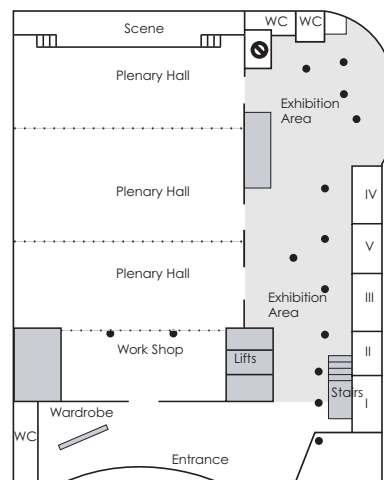 WC
WC
Scene
Plenary Hall
Exhibition
Area
Plenary Hall
IV
V
Plenary Hall
III
Exhibition
Area
Work Shop
Lifts
II
Stairs
I
Wardrobe
WC
Entrance